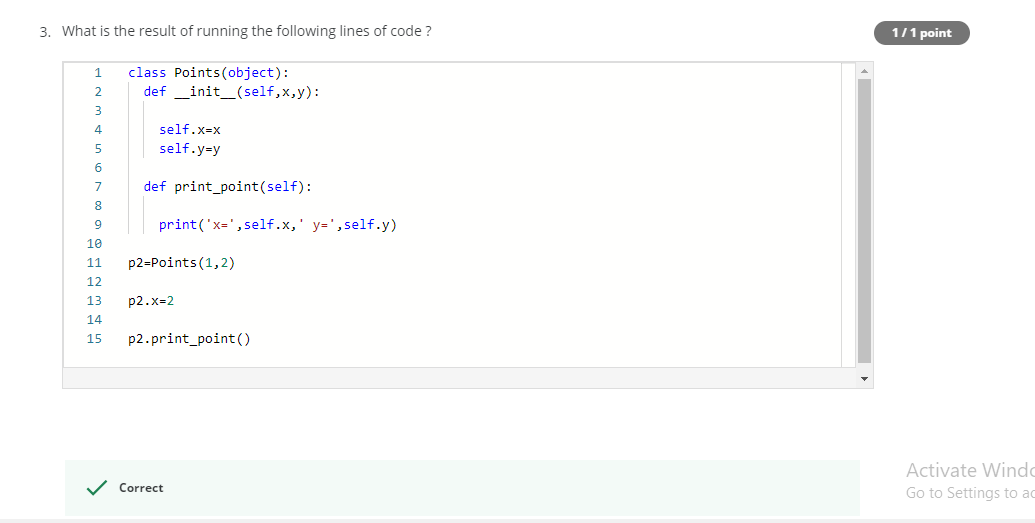 3. What is the result of running the following lines of code ?
1 / 1 point
1 class Points(object):
2 def __init__(self,x,y):
3
4 self.x=x
5 self.y=y
6
7 def print_point(self):
8
9 print('x=',self.x,' y=',self.y)
10
11 p2=Points(1,2)
12
13 p2.x=2
14
15 p2.print_point()
Correct
Activate Windo
Go to Settings to ac